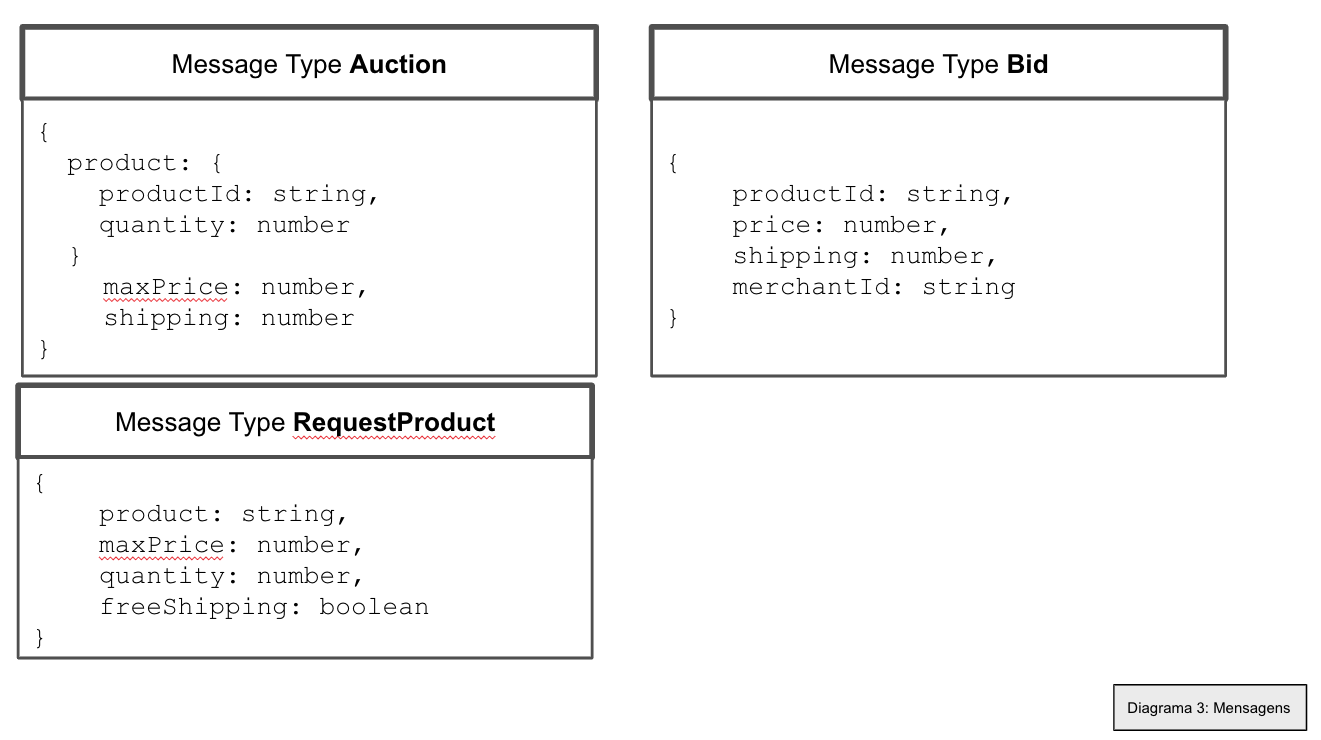 Message Type Auction
{
product: {
productId: string,
quantity: number
}
maxPrice: number,
shipping: number
}
Message Type Bid
{
productId: string,
price: number,
shipping: number,
merchantId: string
}
Message Type RequestProduct
{
product: string,
maxPrice: number,
quantity: number,
freeShipping: boolean
}
Diagrama 3: Mensagens